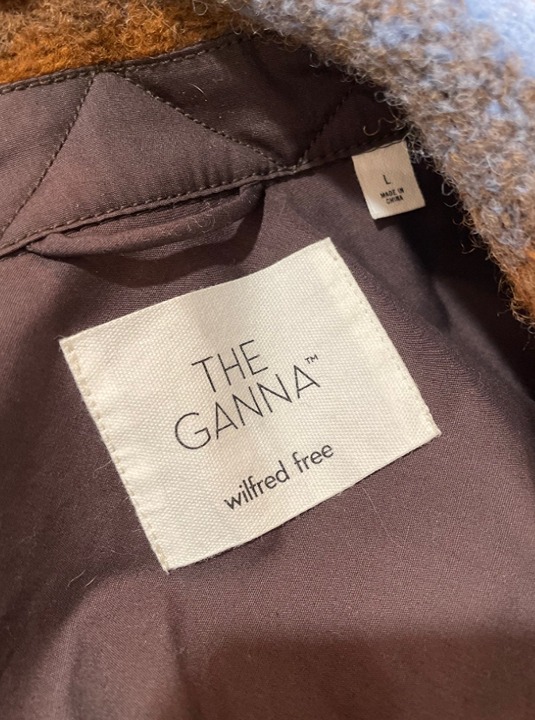 L
MADE IN
CHINA
THE
GANNA™
wilfred free